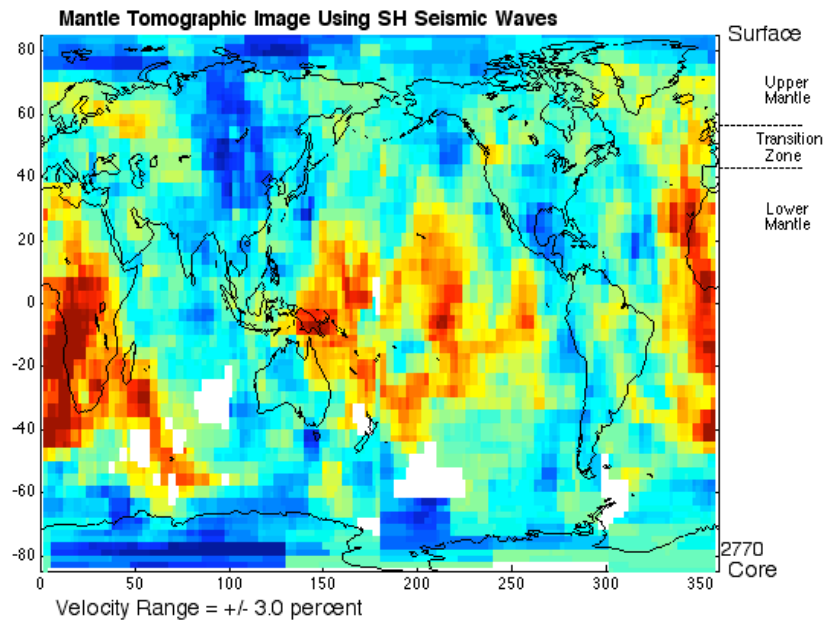 Mantle Tomographic Image Using SH Seismic Waves
Surface
80
Upper
Mantle
60
Transition
Zone
40
Lower
Mantle
20
0
-20
-40
-60
-80
2770
Core
0 50 100 150 200 250 300 350
Velocity Range = +/- 3.0 percent